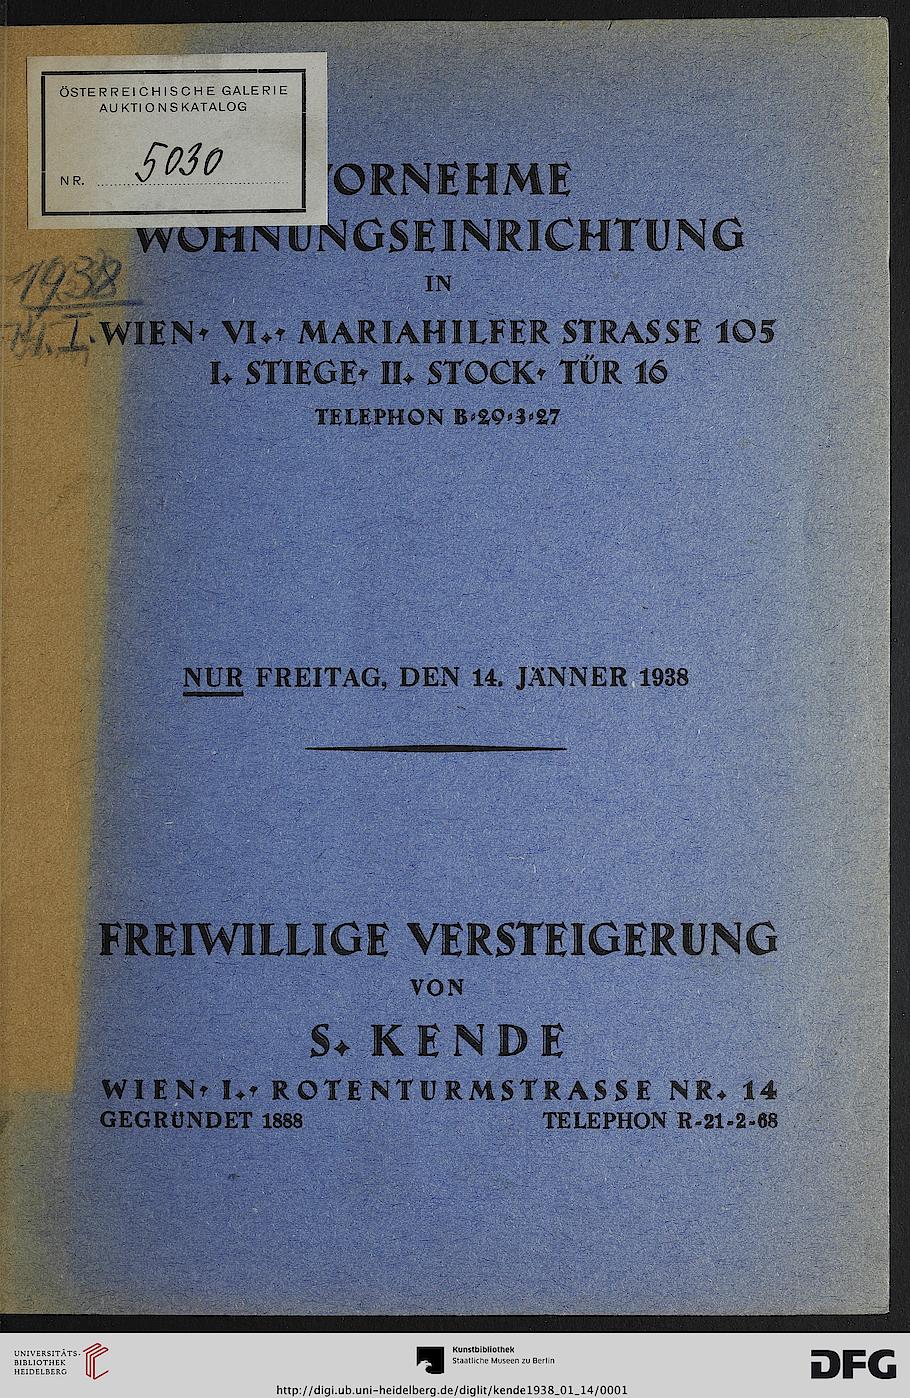 ÖSTERREICHISCHE GALERIE
AUKTIONSKATALOG
NR. 5030
ORNEHME
WOHNUNGSEINRICHTUNG
IN
1938
14. I.
WIEN, VI., MARIAHILFER STRASSE 105
I. STIEGE, II. STOCK, TÜR 16
TELEPHON B-29-3-27
NUR FREITAG, DEN 14. JÄNNER 1938
FREIWILLIGE VERSTEIGERUNG
VON
S. KENDE
WIEN, I., ROTENTURMSTRASSE NR. 14
GEGRÜNDET 1888 TELEPHON R-21-2-68
UNIVERSITÄTS-
BIBLIOTHEK
HEIDELBERG
Kunstbibliothek
Staatliche Museen zu Berlin
DFG
http://digi.ub.uni-heidelberg.de/diglit/kende1938_01_14/0001